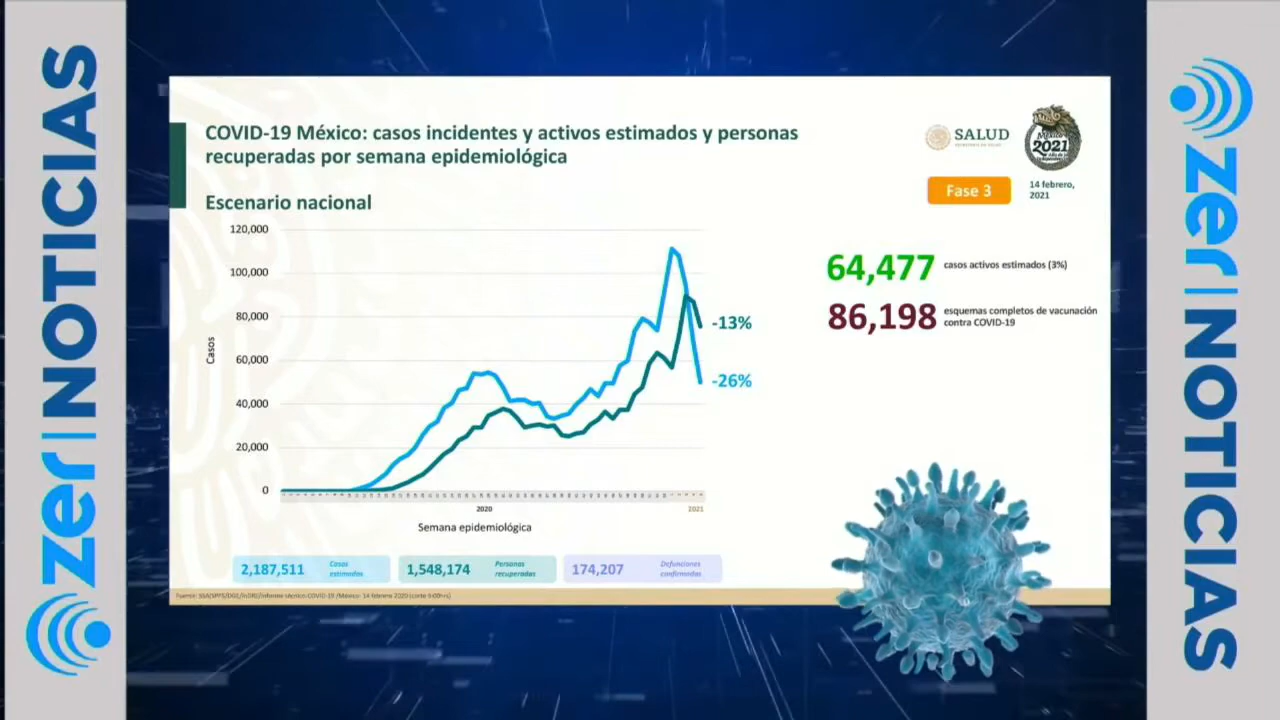 zer NOTICIAS
COVID-19 México: casos incidentes y activos estimados y personas
recuperadas por semana epidemiológica
SALUD
SECRETARÍA DE SALUD
México
2021
Fase 3
14 febrero,
2021
Escenario nacional
120,000
100,000
80,000
60,000
40,000
20,000
0
Casos
-13%
-26%
2020
2021
Semana epidemiológica
64,477
casos activos estimados (3%)
86,198
esquemas completos de vacunación
contra COVID-19
2,187,511
Casos
estimados
1,548,174
Personas
recuperadas
174,207
Defunciones
confirmadas
zer NOTICIAS